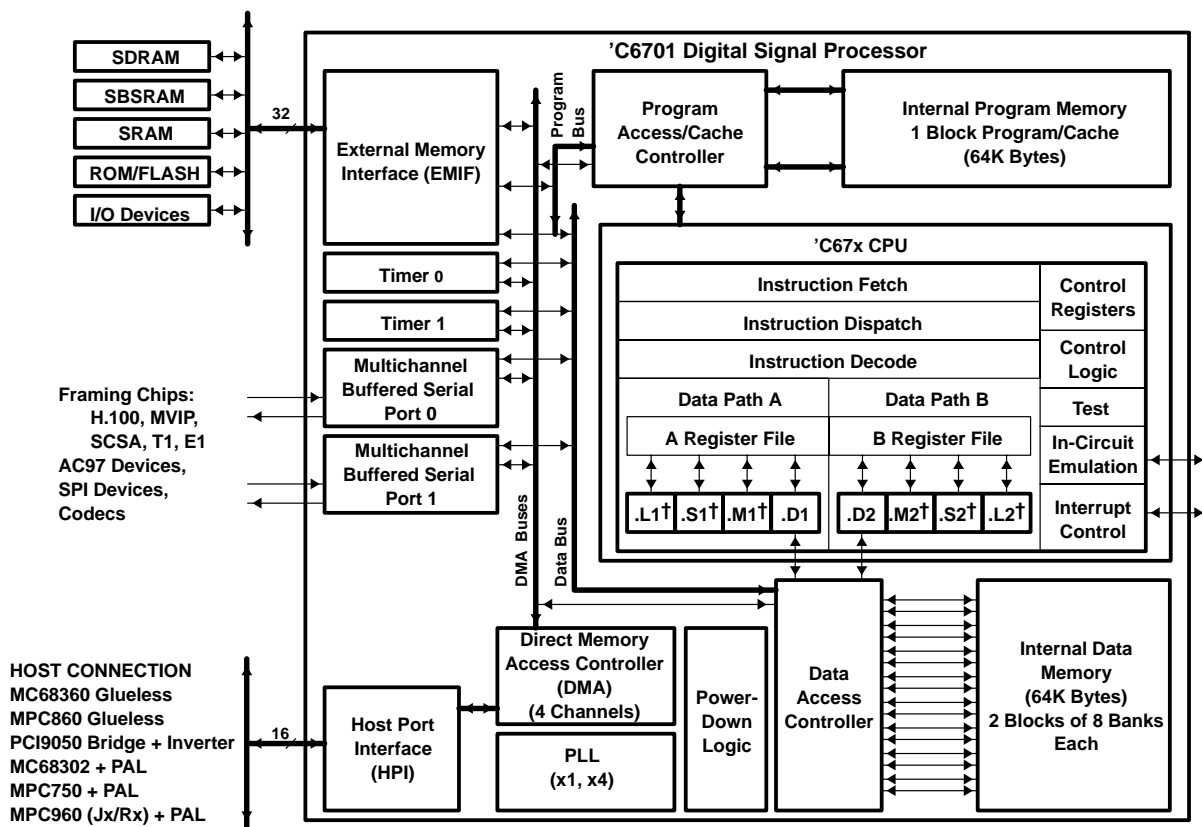 'C6701 Digital Signal Processor
SDRAM
SBSRAM
SRAM
ROM/FLASH
I/O Devices
32
External Memory
Interface (EMIF)
Program
Bus
Program
Access/Cache
Controller
Internal Program Memory
1 Block Program/Cache
(64K Bytes)
Timer 0
Timer 1
Multichannel
Buffered Serial
Port 0
Multichannel
Buffered Serial
Port 1
Framing Chips:
H.100, MVIP,
SCSA, T1, E1
AC97 Devices,
SPI Devices,
Codecs
DMA Buses
Data Bus
'C67x CPU
Instruction Fetch
Instruction Dispatch
Instruction Decode
Data Path A
Data Path B
A Register File
B Register File
.L1†
.S1†
.M1†
.D1
.D2
.M2†
.S2†
.L2†
Control
Registers
Control
Logic
Test
In-Circuit
Emulation
Interrupt
Control
HOST CONNECTION
MC68360 Glueless
MPC860 Glueless
PCI9050 Bridge + Inverter
MC68302 + PAL
MPC750 + PAL
MPC960 (Jx/Rx) + PAL
16
Host Port
Interface
(HPI)
Direct Memory
Access Controller
(DMA)
(4 Channels)
PLL
(x1, x4)
Power-
Down
Logic
Data
Access
Controller
Internal Data
Memory
(64K Bytes)
2 Blocks of 8 Banks
Each